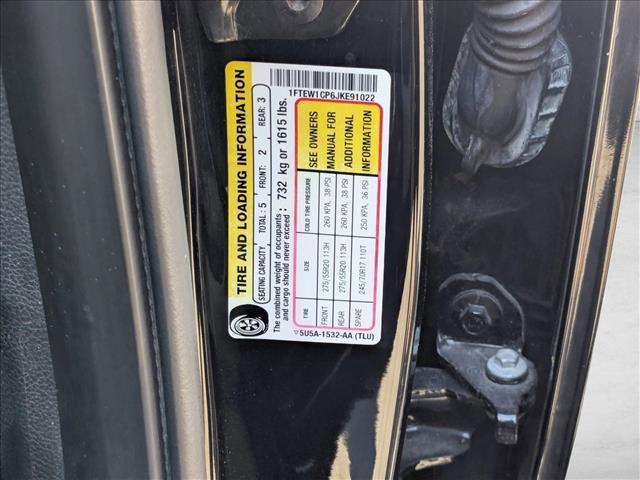 1FTEW1CP6JKE91022
TIRE AND LOADING INFORMATION
SEATING CAPACITY TOTAL : 5 FRONT: 2 REAR: 3
The combined weight of occupants and cargo should never exceed : 732 kg or 1615 lbs.
TIRE SIZE COLD TIRE PRESSURE
FRONT 275/55R20 113H 260 KPA, 38 PSI
REAR 275/55R20 113H 260 KPA, 38 PSI
SPARE 245/70R17 110T 250 KPA, 36 PSI
SEE OWNERS
MANUAL FOR
ADDITIONAL
INFORMATION
5U5A-1532-AA (TLU)